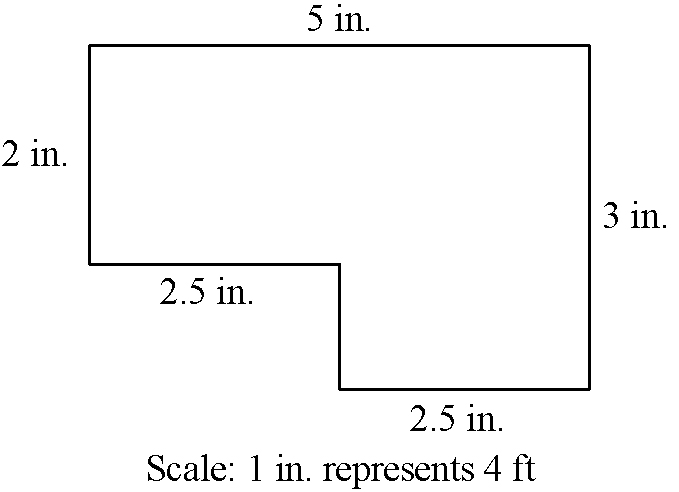 5 in.
2 in.
3 in.
2.5 in.
2.5 in.
Scale: 1 in. represents 4 ft